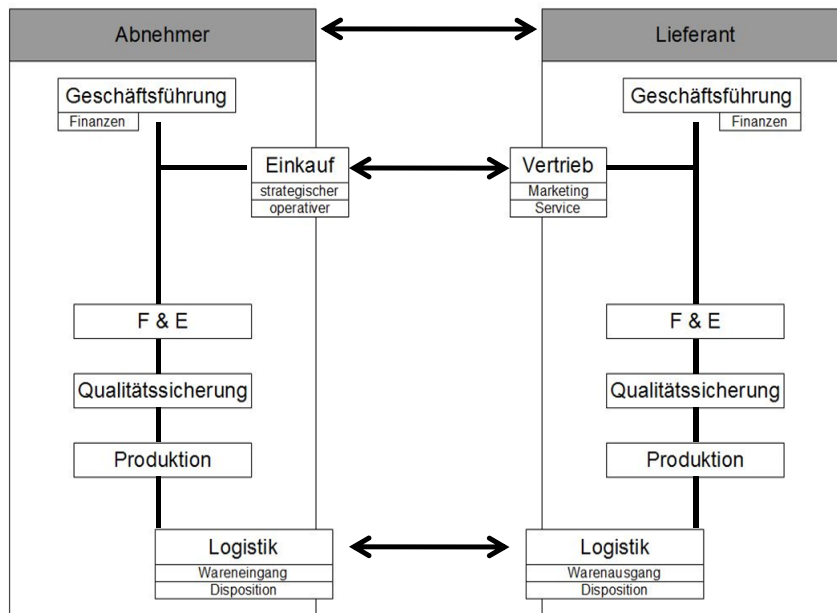 Abnehmer
Lieferant
Geschäftsführung
Finanzen
Geschäftsführung
Finanzen
Einkauf
strategischer
operativer
Vertrieb
Marketing
Service
F & E
F & E
Qualitätssicherung
Qualitätssicherung
Produktion
Produktion
Logistik
Wareneingang
Disposition
Logistik
Warenausgang
Disposition